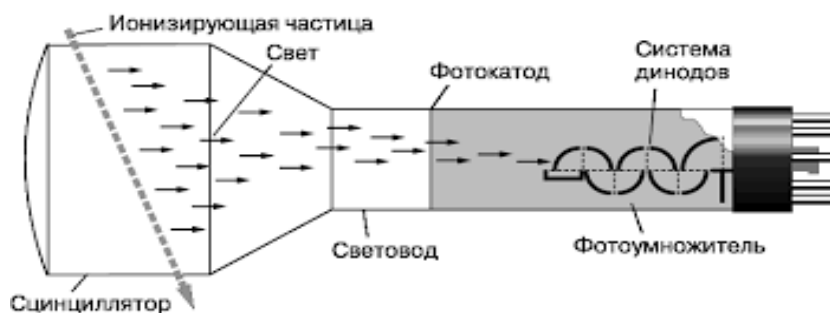 Ионизирующая частица
Свет
Фотокатод
Система
динодов
Световод
Фотоумножитель
Сцинциллятор